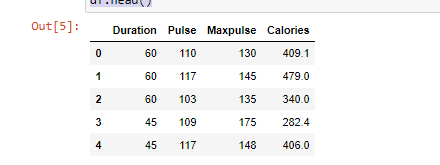 df.head()
Out[5]:
Duration Pulse Maxpulse Calories
0 60 110 130 409.1
1 60 117 145 479.0
2 60 103 135 340.0
3 45 109 175 282.4
4 45 117 148 406.0